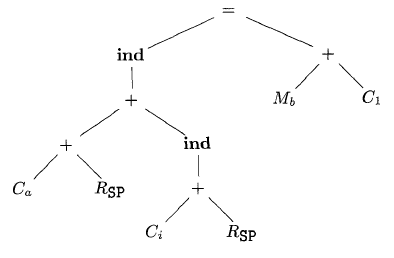 =
ind +
+ M_b C_1
+ ind
C_a R_SP +
C_i R_SP